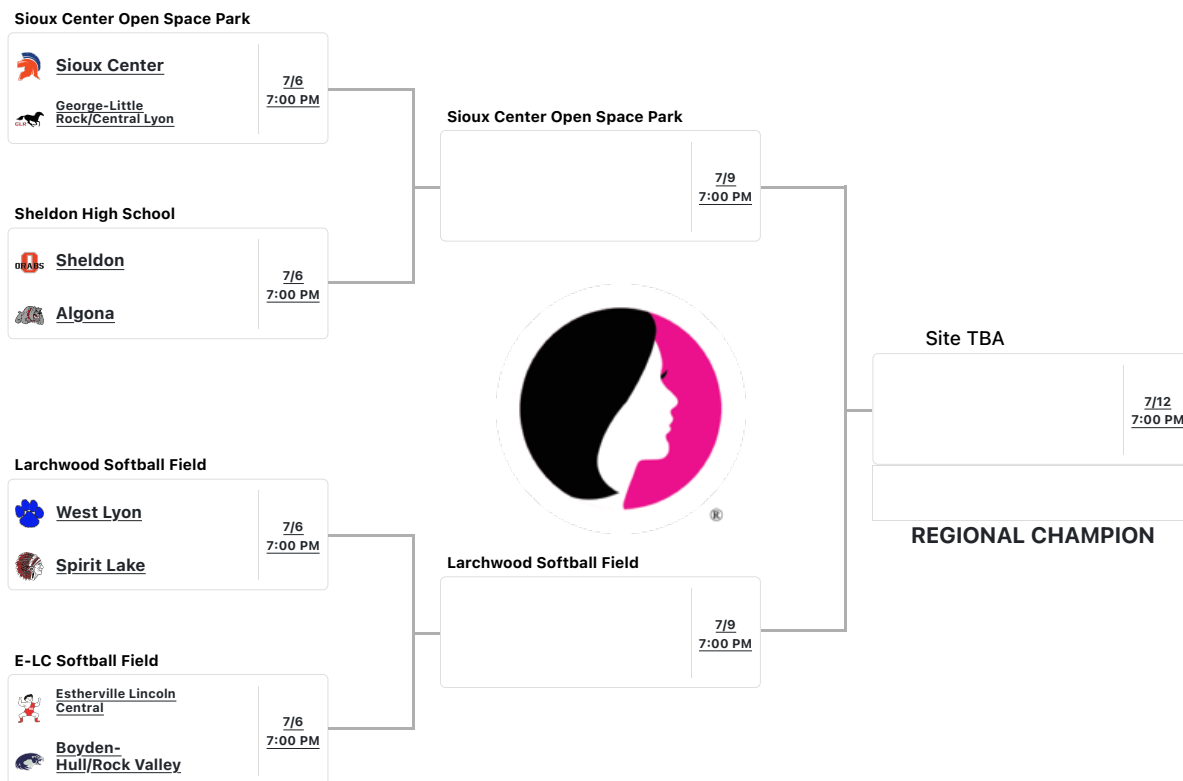 Sioux Center Open Space Park
Sioux Center
George-Little
Rock/Central Lyon
GLR
7/6
7:00 PM
Sheldon High School
Sheldon
ORABS
Algona
7/6
7:00 PM
Sioux Center Open Space Park
7/9
7:00 PM
Larchwood Softball Field
West Lyon
Spirit Lake
7/6
7:00 PM
E-LC Softball Field
Estherville Lincoln
Central
Boyden-
Hull/Rock Valley
7/6
7:00 PM
®
Larchwood Softball Field
7/9
7:00 PM
Site TBA
7/12
7:00 PM
REGIONAL CHAMPION